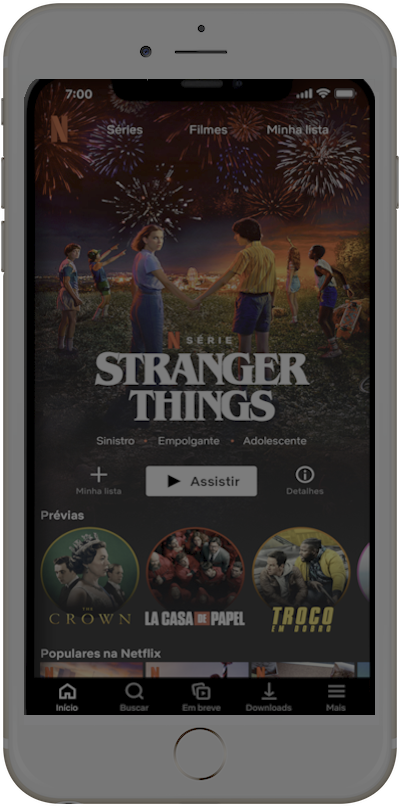 7:00
N Séries Filmes Minha lista
N SÉRIE
STRANGER
THINGS
Sinistro • Empolgante • Adolescente
Minha lista Assistir Detalhes
Prévias
THE
CROWN
LA CASA DE PAPEL
TROCO
EM DOBRO
Populares na Netflix
Início Buscar Em breve Downloads Mais